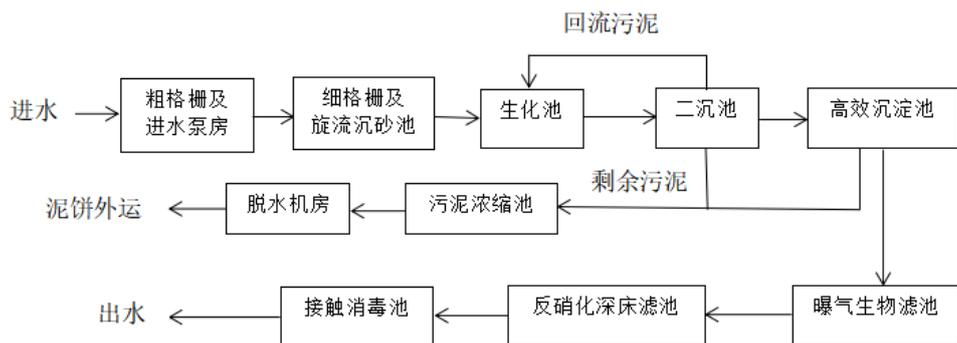 回流污泥
进水
粗格栅及
进水泵房
细格栅及
旋流沉砂池
生化池
二沉池
高效沉淀池
剩余污泥
泥饼外运
脱水机房
污泥浓缩池
出水
接触消毒池
反硝化深床滤池
曝气生物滤池